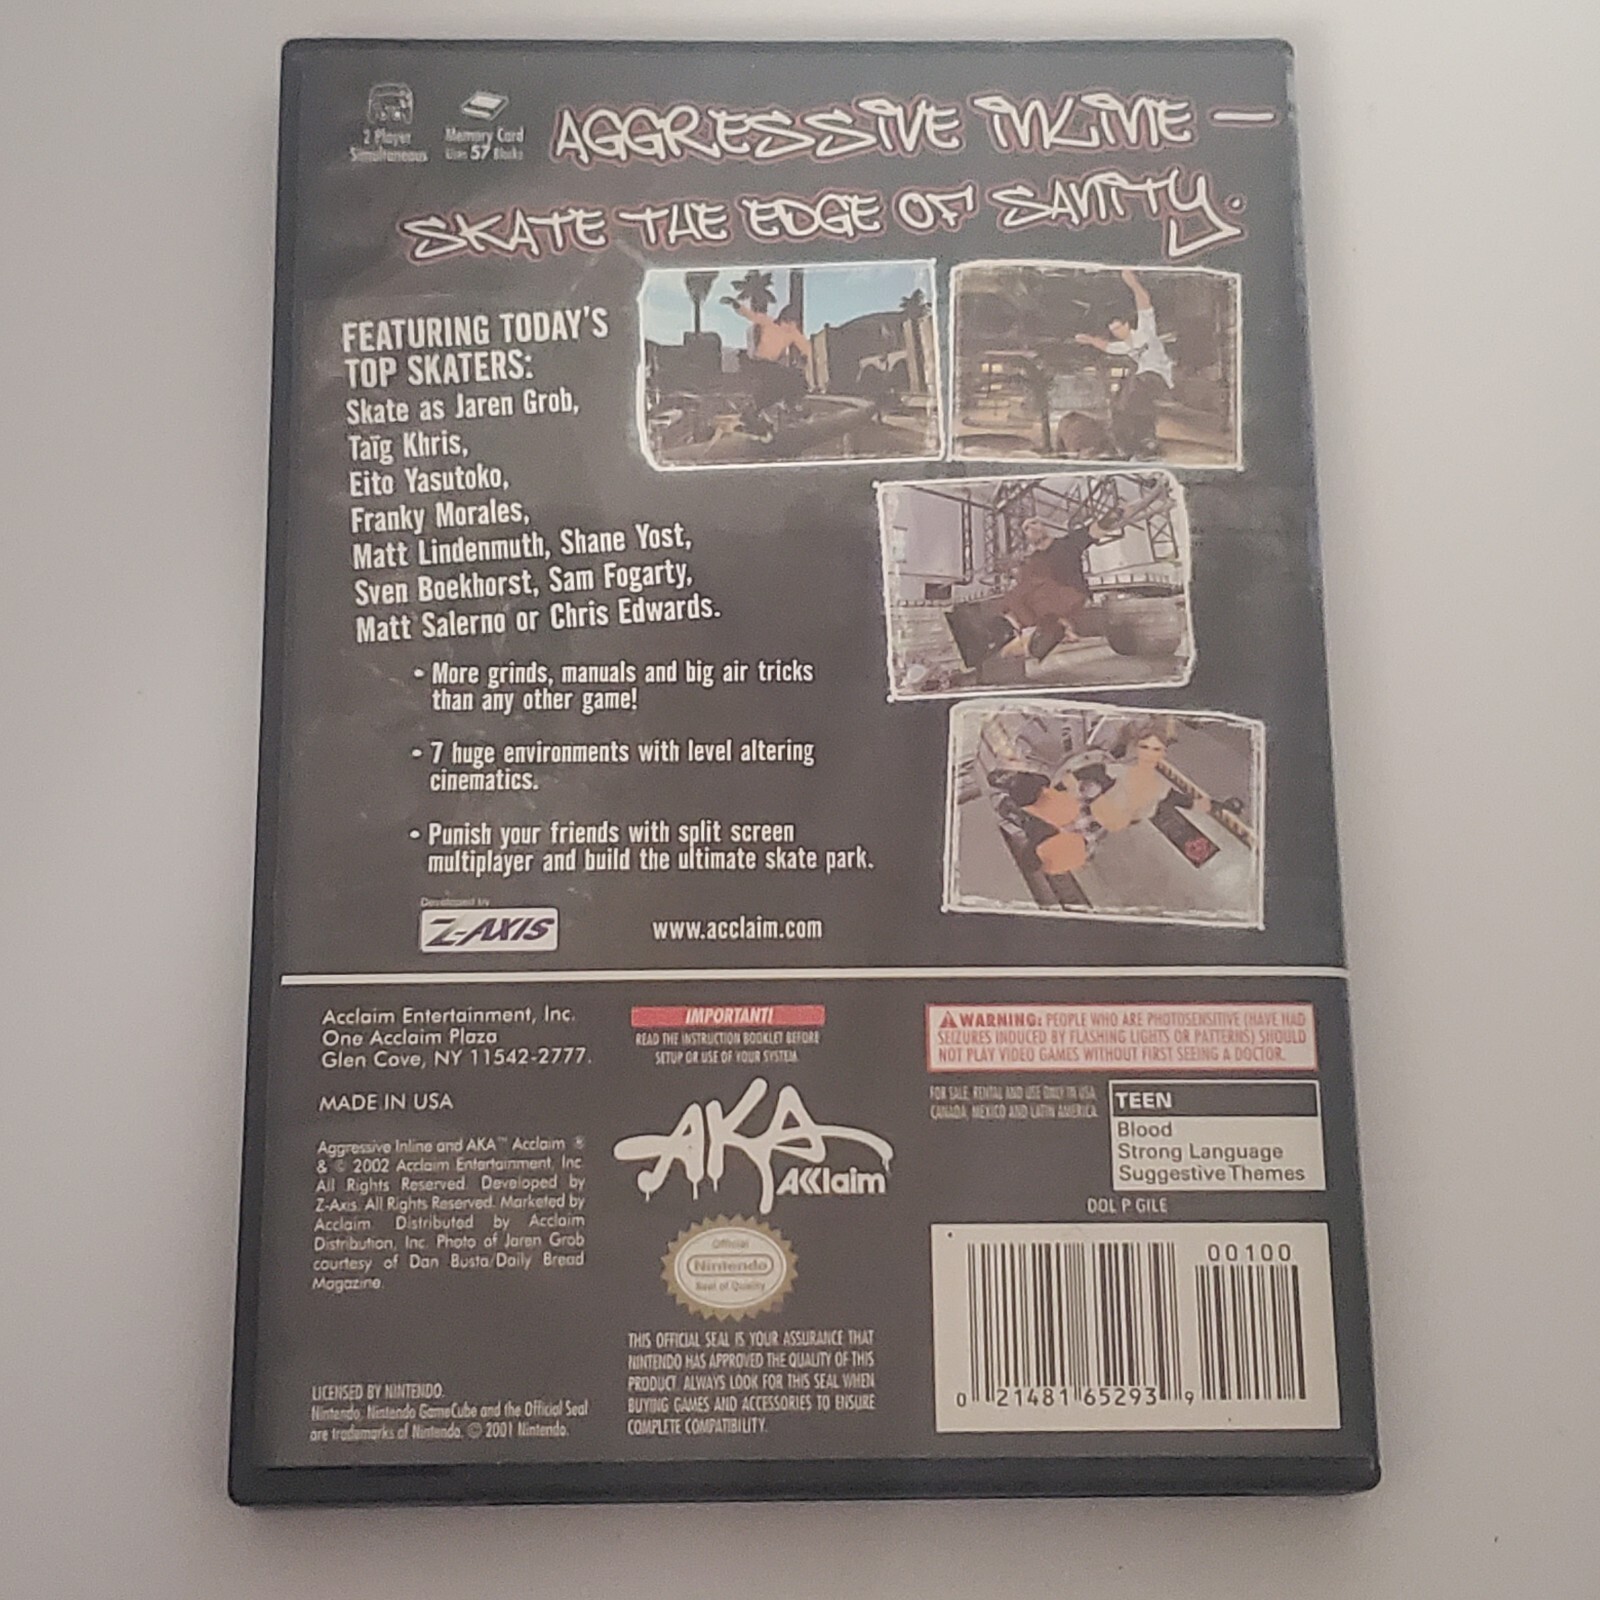 2 Player
Simultaneous
Memory Card
Uses 57 Blocks
AGGRESSIVE INLINE —
SKATE THE EDGE OF SANITY.
FEATURING TODAY'S
TOP SKATERS:
Skate as Jaren Grob,
Taïg Khris,
Eito Yasutoko,
Franky Morales,
Matt Lindenmuth, Shane Yost,
Sven Boekhorst, Sam Fogarty,
Matt Salerno or Chris Edwards.
• More grinds, manuals and big air tricks
than any other game!
• 7 huge environments with level altering
cinematics.
• Punish your friends with split screen
multiplayer and build the ultimate skate park.
Developed by
Z-AXIS
www.acclaim.com
Acclaim Entertainment, Inc.
One Acclaim Plaza
Glen Cove, NY 11542-2777.
MADE IN USA
Aggressive Inline and AKA™ Acclaim ®
& © 2002 Acclaim Entertainment, Inc.
All Rights Reserved. Developed by
Z-Axis. All Rights Reserved. Marketed by
Acclaim. Distributed by Acclaim
Distribution, Inc. Photo of Jaren Grob
courtesy of Dan Busta/Daily Bread
Magazine.
LICENSED BY NINTENDO.
Nintendo, Nintendo GameCube and the Official Seal
are trademarks of Nintendo. © 2001 Nintendo.
IMPORTANT!
READ THE INSTRUCTION BOOKLET BEFORE
SETUP OR USE OF YOUR SYSTEM
AKA
AKKlaim
Official
Nintendo
Seal of Quality
THIS OFFICIAL SEAL IS YOUR ASSURANCE THAT
NINTENDO HAS APPROVED THE QUALITY OF THIS
PRODUCT. ALWAYS LOOK FOR THIS SEAL WHEN
BUYING GAMES AND ACCESSORIES TO ENSURE
COMPLETE COMPATIBILITY.
WARNING: PEOPLE WHO ARE PHOTOSENSITIVE (HAVE HAD
SEIZURES INDUCED BY FLASHING LIGHTS OR PATTERNS) SHOULD
NOT PLAY VIDEO GAMES WITHOUT FIRST SEEING A DOCTOR.
FOR SALE, RENTAL AND USE ONLY IN USA,
CANADA, MEXICO AND LATIN AMERICA.
TEEN
Blood
Strong Language
Suggestive Themes
DOL P GILE
00100
0 21481 65293 9